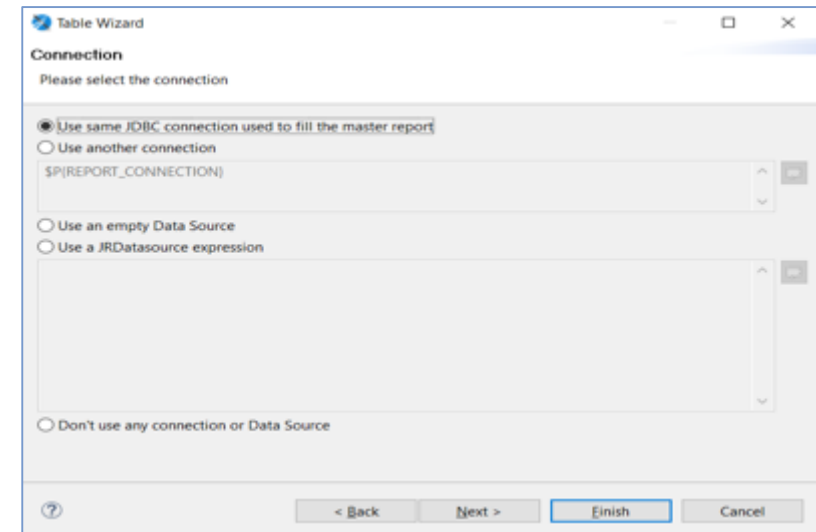 Table Wizard
Connection
Please select the connection
Use same JDBC connection used to fill the master report
Use another connection
$P{REPORT_CONNECTION}
Use an empty Data Source
Use a JRDatasource expression
Don't use any connection or Data Source
< Back Next > Finish Cancel